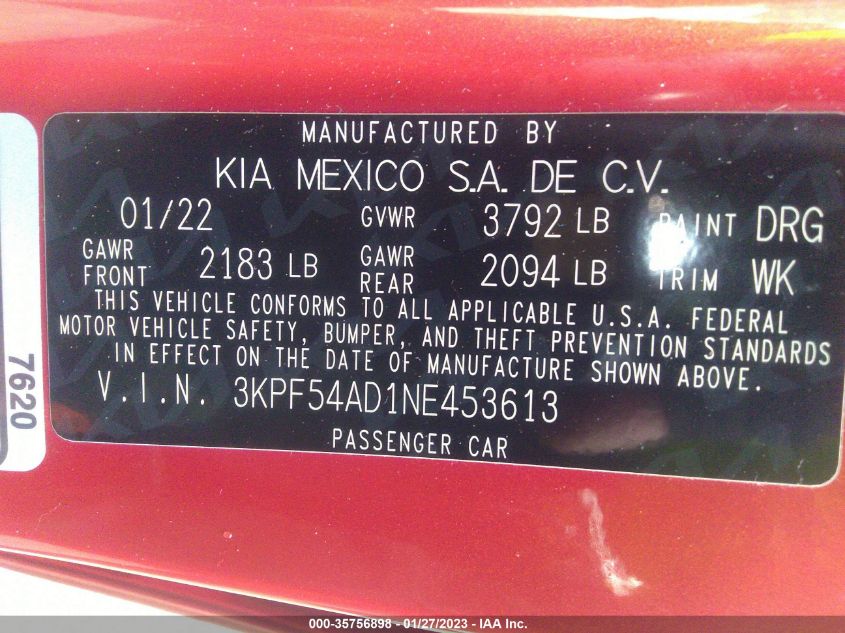 MANUFACTURED BY
KIA MEXICO S.A. DE C.V.
01/22 GVWR 3792 LB PAINT DRG
GAWR FRONT 2183 LB GAWR REAR 2094 LB TRIM WK
THIS VEHICLE CONFORMS TO ALL APPLICABLE U.S.A. FEDERAL
MOTOR VEHICLE SAFETY, BUMPER, AND THEFT PREVENTION STANDARDS
IN EFFECT ON THE DATE OF MANUFACTURE SHOWN ABOVE.
V.I.N. 3KPF54AD1NE453613
PASSENGER CAR
7620
000-35756898 - 01/27/2023 - IAA Inc.